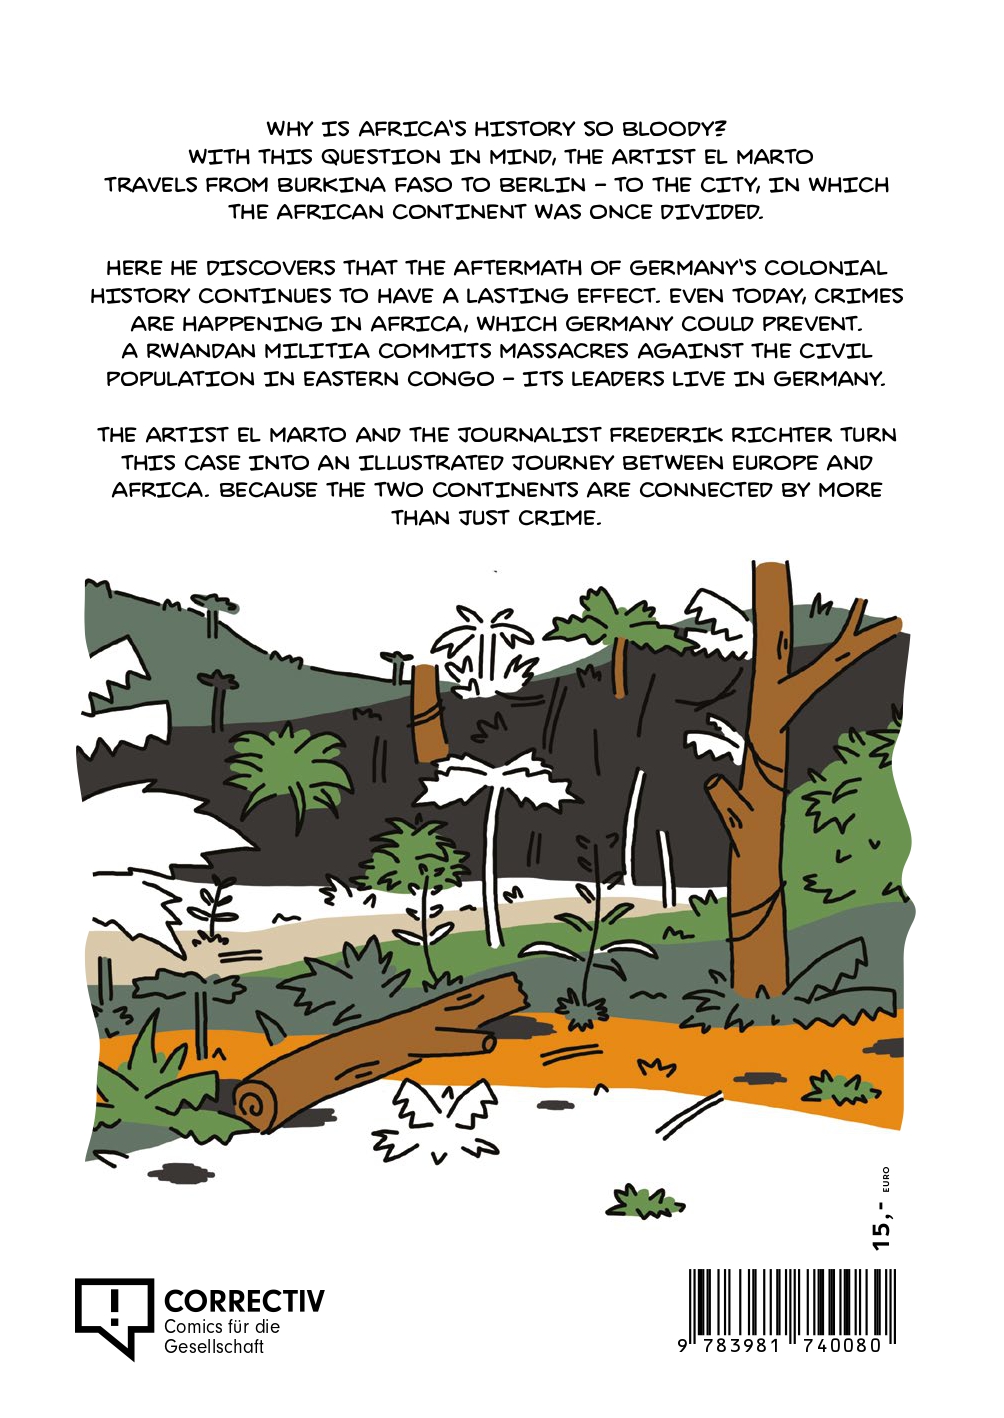 WHY IS AFRICA'S HISTORY SO BLOODY?
WITH THIS QUESTION IN MIND, THE ARTIST EL MARTO
TRAVELS FROM BURKINA FASO TO BERLIN – TO THE CITY, IN WHICH
THE AFRICAN CONTINENT WAS ONCE DIVIDED.
HERE HE DISCOVERS THAT THE AFTERMATH OF GERMANY'S COLONIAL
HISTORY CONTINUES TO HAVE A LASTING EFFECT. EVEN TODAY, CRIMES
ARE HAPPENING IN AFRICA, WHICH GERMANY COULD PREVENT.
A RWANDAN MILITIA COMMITS MASSACRES AGAINST THE CIVIL
POPULATION IN EASTERN CONGO – ITS LEADERS LIVE IN GERMANY.
THE ARTIST EL MARTO AND THE JOURNALIST FREDERIK RICHTER TURN
THIS CASE INTO AN ILLUSTRATED JOURNEY BETWEEN EUROPE AND
AFRICA. BECAUSE THE TWO CONTINENTS ARE CONNECTED BY MORE
THAN JUST CRIME.
15,- EURO
CORRECTIV
Comics für die
Gesellschaft
9 783981 740080